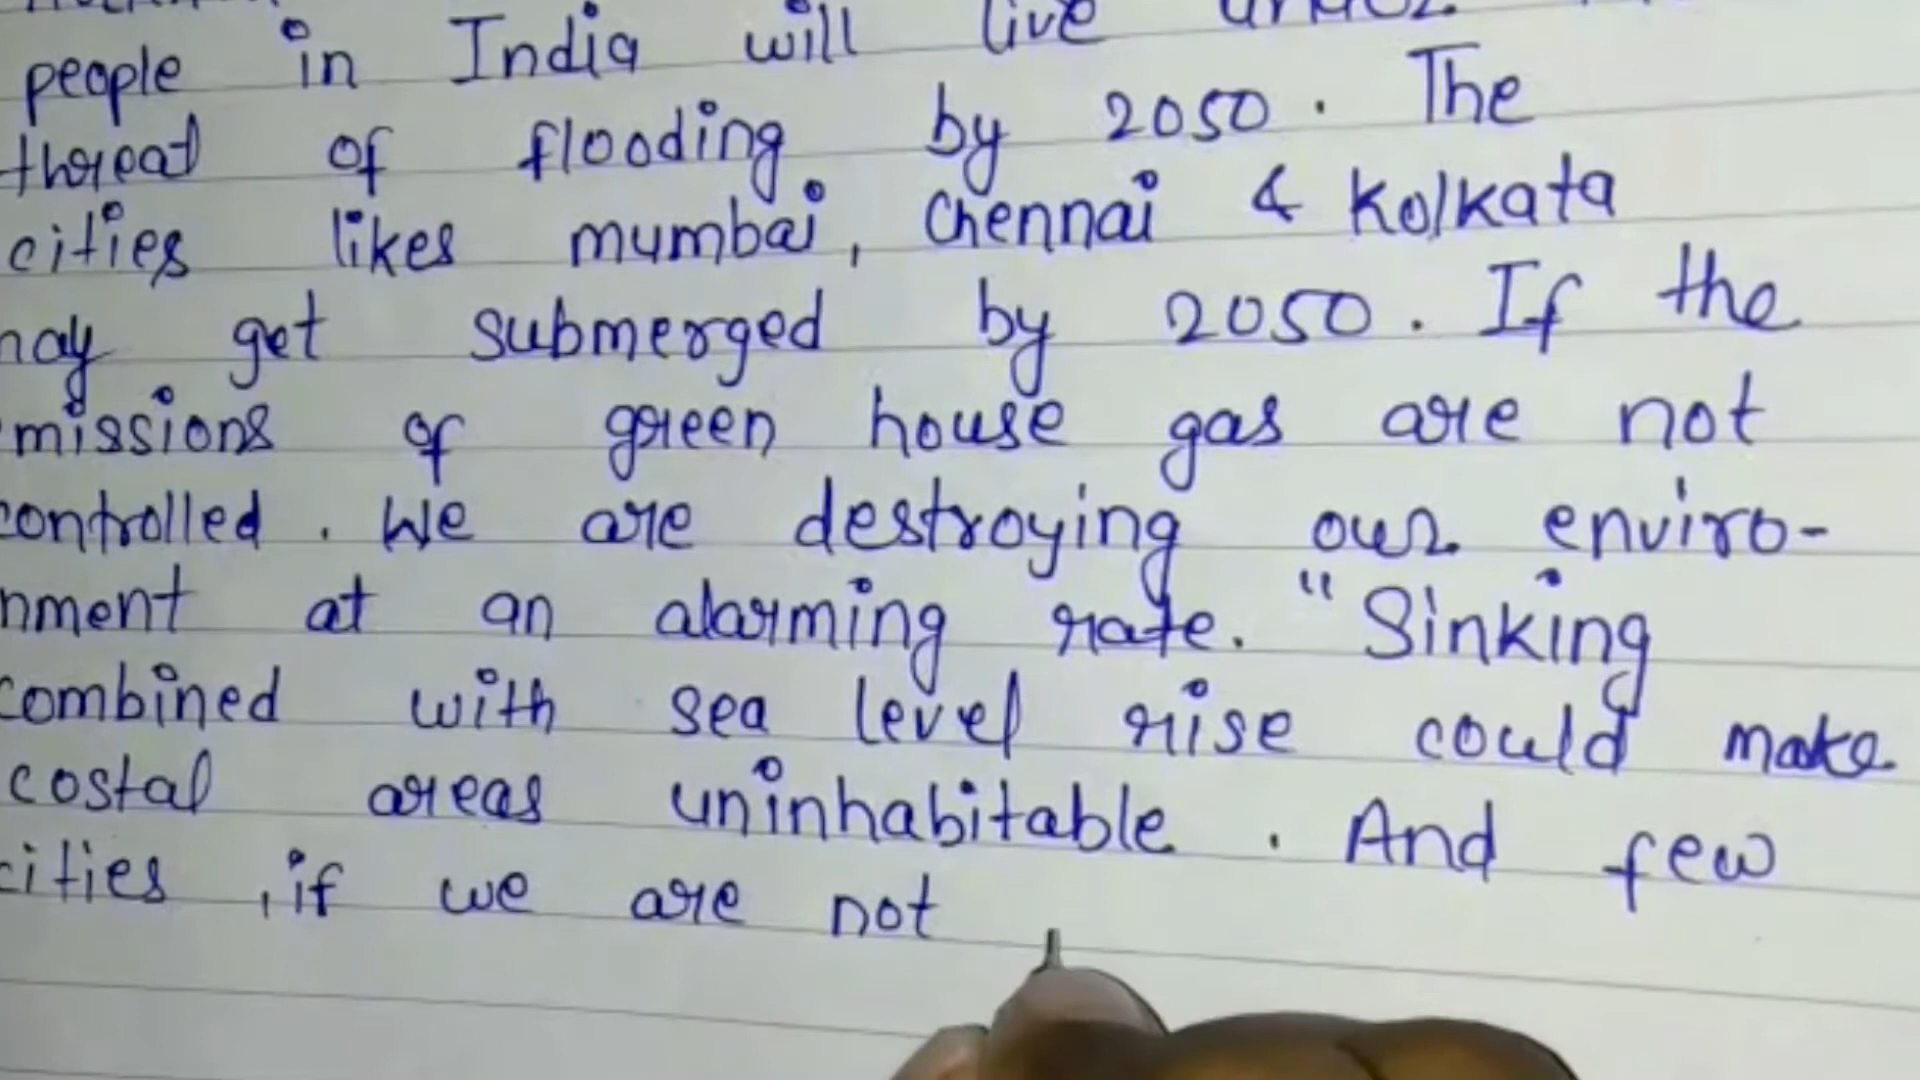 people in India will live under
threat of flooding by 2050. The
cities likes mumbai, Chennai & Kolkata
may get submerged by 2050. If the
missions of green house gas are not
controlled. We are destroying our enviro-
nment at an alarming rate. "Sinking
combined with sea level rise could make
costal areas uninhabitable. And few
cities, if we are not